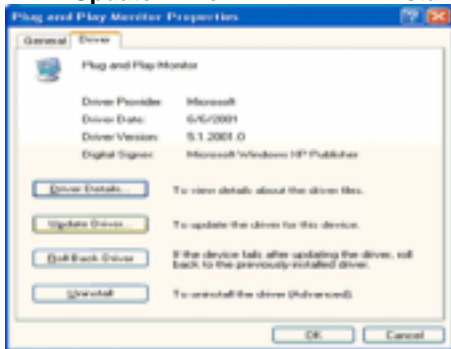 Plug and Play Monitor Properties
General Driver
Plug and Play Monitor
Driver Provider: Microsoft
Driver Date: 6/6/2001
Driver Version: 5.1.2001.0
Digital Signer: Microsoft Windows XP Publisher
Driver Details... To view details about the driver files.
Update Driver... To update the driver for this device.
Roll Back Driver If the device fails after updating the driver, roll
back to the previously installed driver.
Uninstall To uninstall the driver (Advanced).
OK Cancel